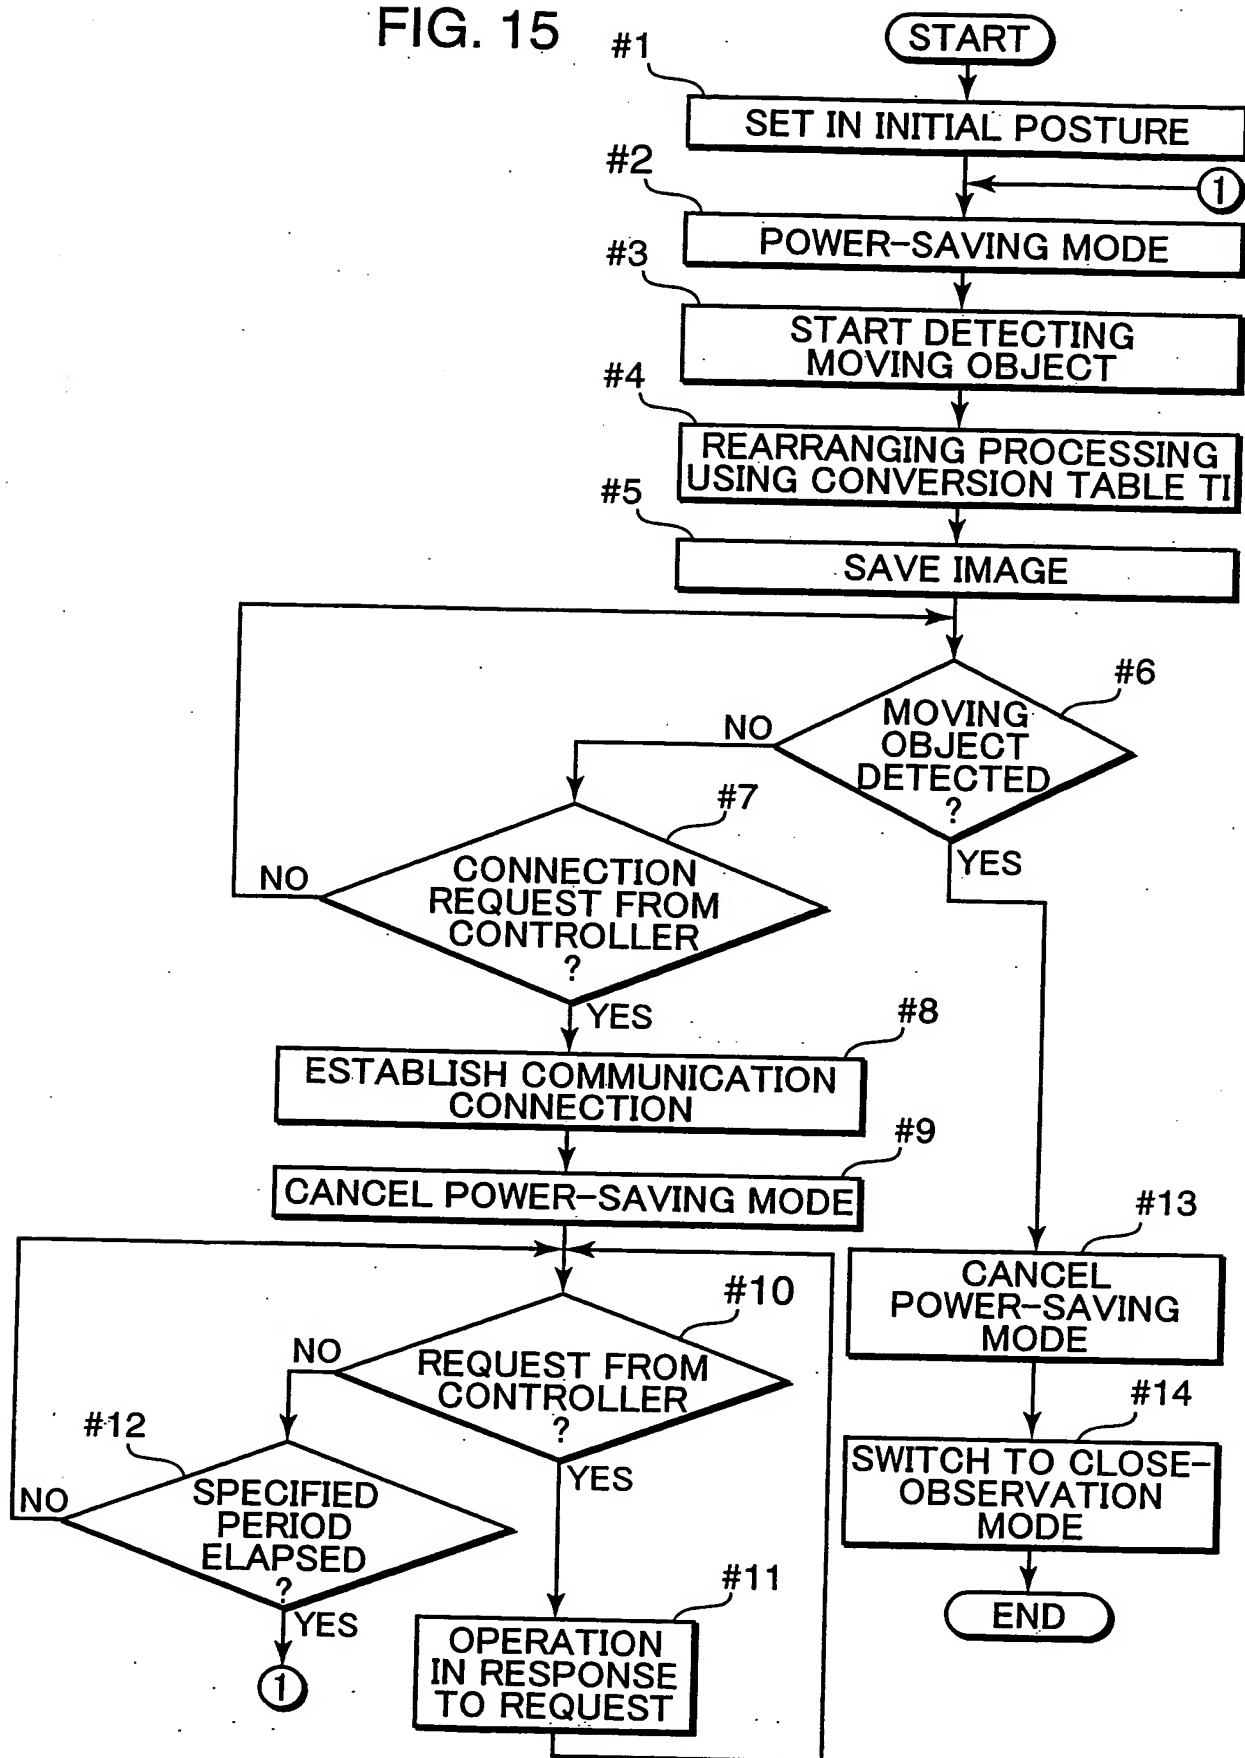 FIG. 15
START
#1
SET IN INITIAL POSTURE
1
#2
POWER-SAVING MODE
#3
START DETECTING
MOVING OBJECT
#4
REARRANGING PROCESSING
USING CONVERSION TABLE TI
#5
SAVE IMAGE
#6
MOVING
OBJECT
DETECTED
?
NO
YES
#7
CONNECTION
REQUEST FROM
CONTROLLER
?
NO
YES
#8
ESTABLISH COMMUNICATION
CONNECTION
#9
CANCEL POWER-SAVING MODE
#10
REQUEST FROM
CONTROLLER
?
NO
YES
#12
SPECIFIED
PERIOD
ELAPSED
?
NO
YES
1
#11
OPERATION
IN RESPONSE
TO REQUEST
#13
CANCEL
POWER-SAVING
MODE
#14
SWITCH TO CLOSE-
OBSERVATION
MODE
END